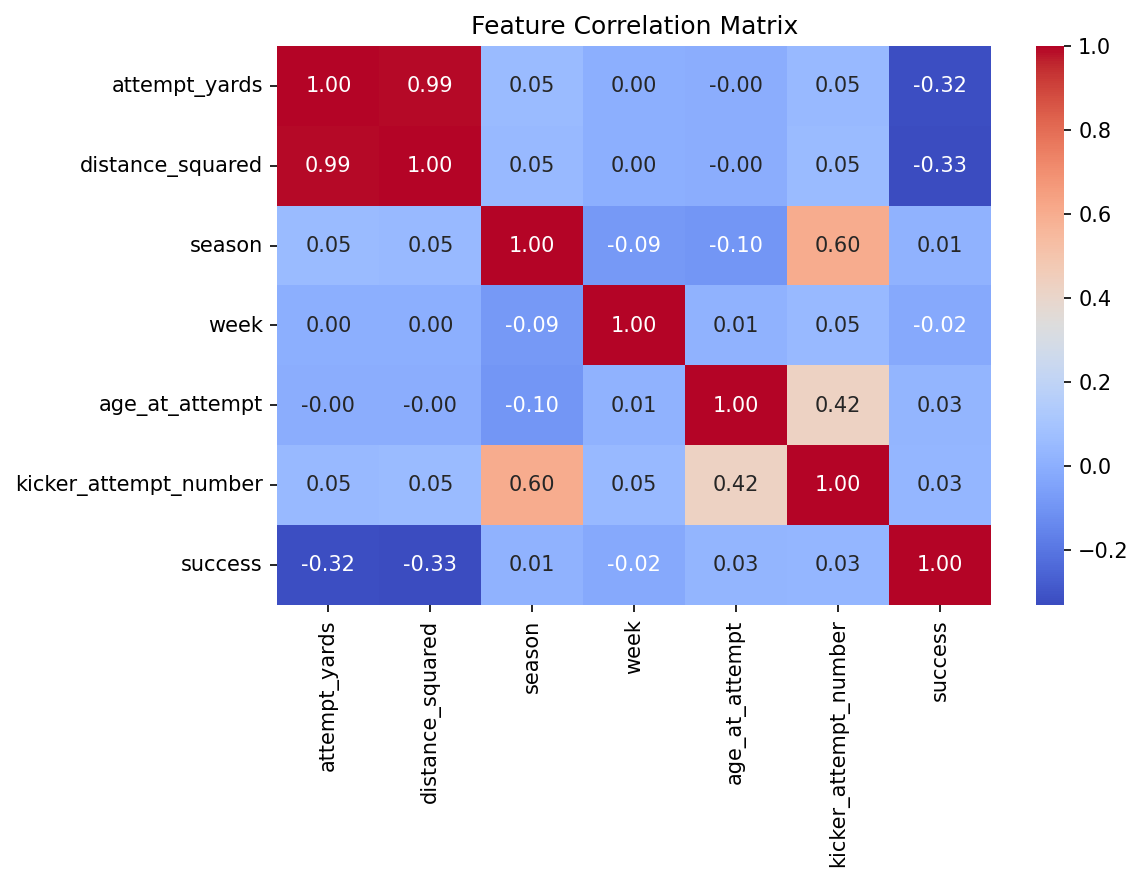 Feature Correlation Matrix
attempt_yards 1.00 0.99 0.05 0.00 -0.00 0.05 -0.32
distance_squared 0.99 1.00 0.05 0.00 -0.00 0.05 -0.33
season 0.05 0.05 1.00 -0.09 -0.10 0.60 0.01
week 0.00 0.00 -0.09 1.00 0.01 0.05 -0.02
age_at_attempt -0.00 -0.00 -0.10 0.01 1.00 0.42 0.03
kicker_attempt_number 0.05 0.05 0.60 0.05 0.42 1.00 0.03
success -0.32 -0.33 0.01 -0.02 0.03 0.03 1.00
attempt_yards
distance_squared
season
week
age_at_attempt
kicker_attempt_number
success
1.0
0.8
0.6
0.4
0.2
0.0
−0.2